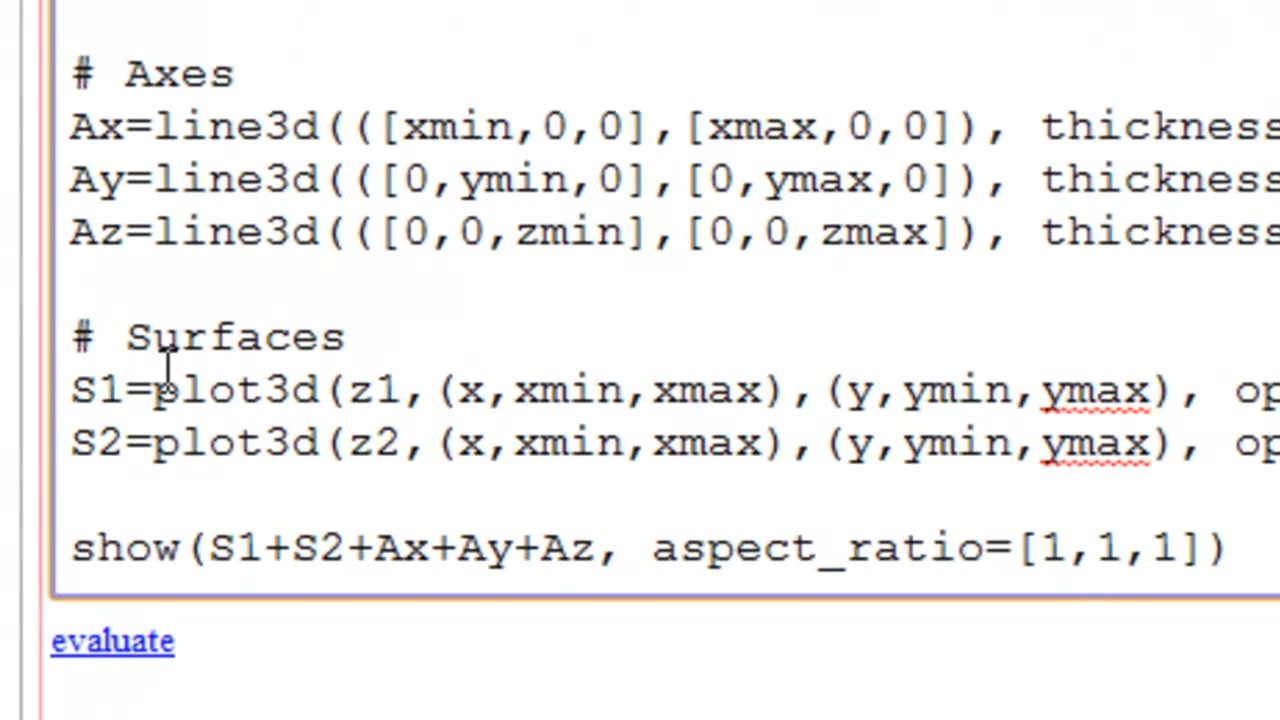 # Axes
Ax=line3d(([xmin,0,0],[xmax,0,0]), thickness
Ay=line3d(([0,ymin,0],[0,ymax,0]), thickness
Az=line3d(([0,0,zmin],[0,0,zmax]), thickness
# Surfaces
S1=plot3d(z1,(x,xmin,xmax),(y,ymin,ymax), op
S2=plot3d(z2,(x,xmin,xmax),(y,ymin,ymax), op
show(S1+S2+Ax+Ay+Az, aspect_ratio=[1,1,1])
evaluate